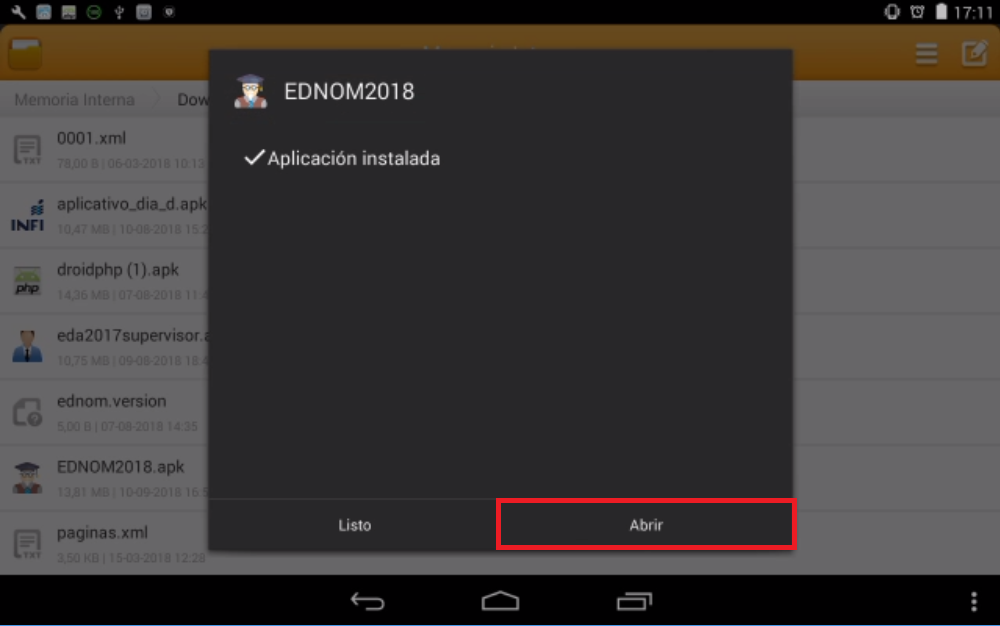 17:11
EDNOM2018
Aplicación instalada
Memoria Interna
Dow
0001.xml
78,00 B | 06-03-2018 10:13
INFI
aplicativo_dia_d.apk
10,47 MB | 10-08-2018 15:2
php
droidphp (1).apk
14,36 MB | 07-08-2018 11:4
eda2017supervisor.a
10,75 MB | 09-08-2018 18:4
ednom.version
5,00 B | 07-08-2018 14:35
EDNOM2018.apk
13,81 MB | 10-09-2018 16:5
TXT
paginas.xml
3,50 KB | 15-03-2018 12:28
Listo
Abrir